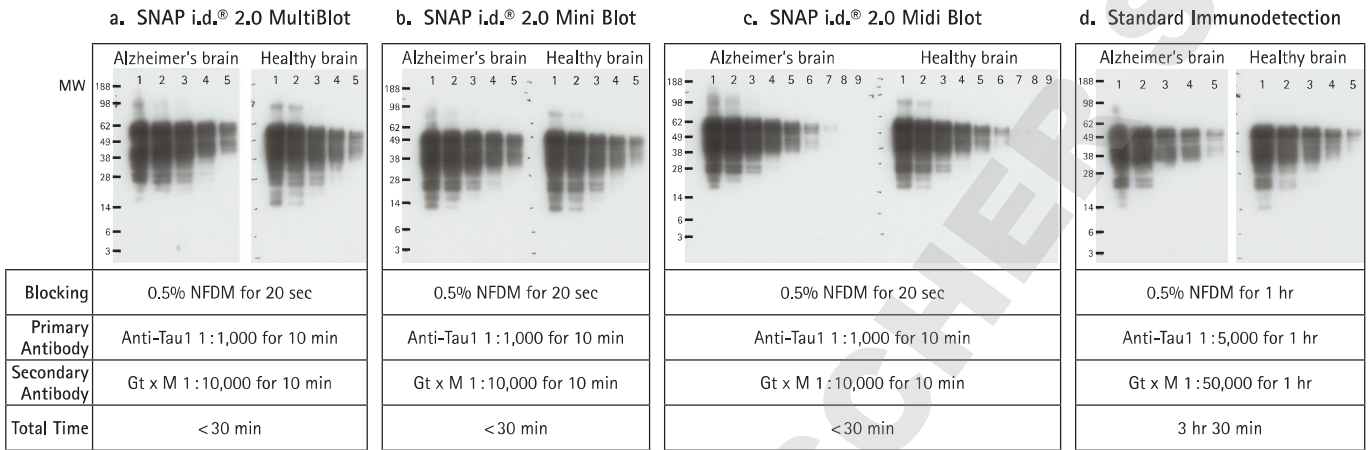 a. SNAP i.d.® 2.0 MultiBlot
b. SNAP i.d.® 2.0 Mini Blot
c. SNAP i.d.® 2.0 Midi Blot
d. Standard Immunodetection
Alzheimer's brain Healthy brain
Alzheimer's brain Healthy brain
Alzheimer's brain Healthy brain
Alzheimer's brain Healthy brain
1 2 3 4 5 1 2 3 4 5
1 2 3 4 5 1 2 3 4 5
1 2 3 4 5 6 7 8 9 1 2 3 4 5 6 7 8 9
1 2 3 4 5 1 2 3 4 5
MW
188
98
62
49
38
28
14
6
3
188
98
62
49
38
28
14
6
3
188
98
62
49
38
28
14
6
3
188
98
62
49
38
28
14
6
3
Blocking 0.5% NFDM for 20 sec 0.5% NFDM for 20 sec 0.5% NFDM for 20 sec 0.5% NFDM for 1 hr
Primary
Antibody Anti-Tau1 1:1,000 for 10 min Anti-Tau1 1:1,000 for 10 min Anti-Tau1 1:1,000 for 10 min Anti-Tau1 1:5,000 for 1 hr
Secondary
Antibody Gt x M 1:10,000 for 10 min Gt x M 1:10,000 for 10 min Gt x M 1:10,000 for 10 min Gt x M 1:50,000 for 1 hr
Total Time <30 min <30 min <30 min 3 hr 30 min
SCHER S